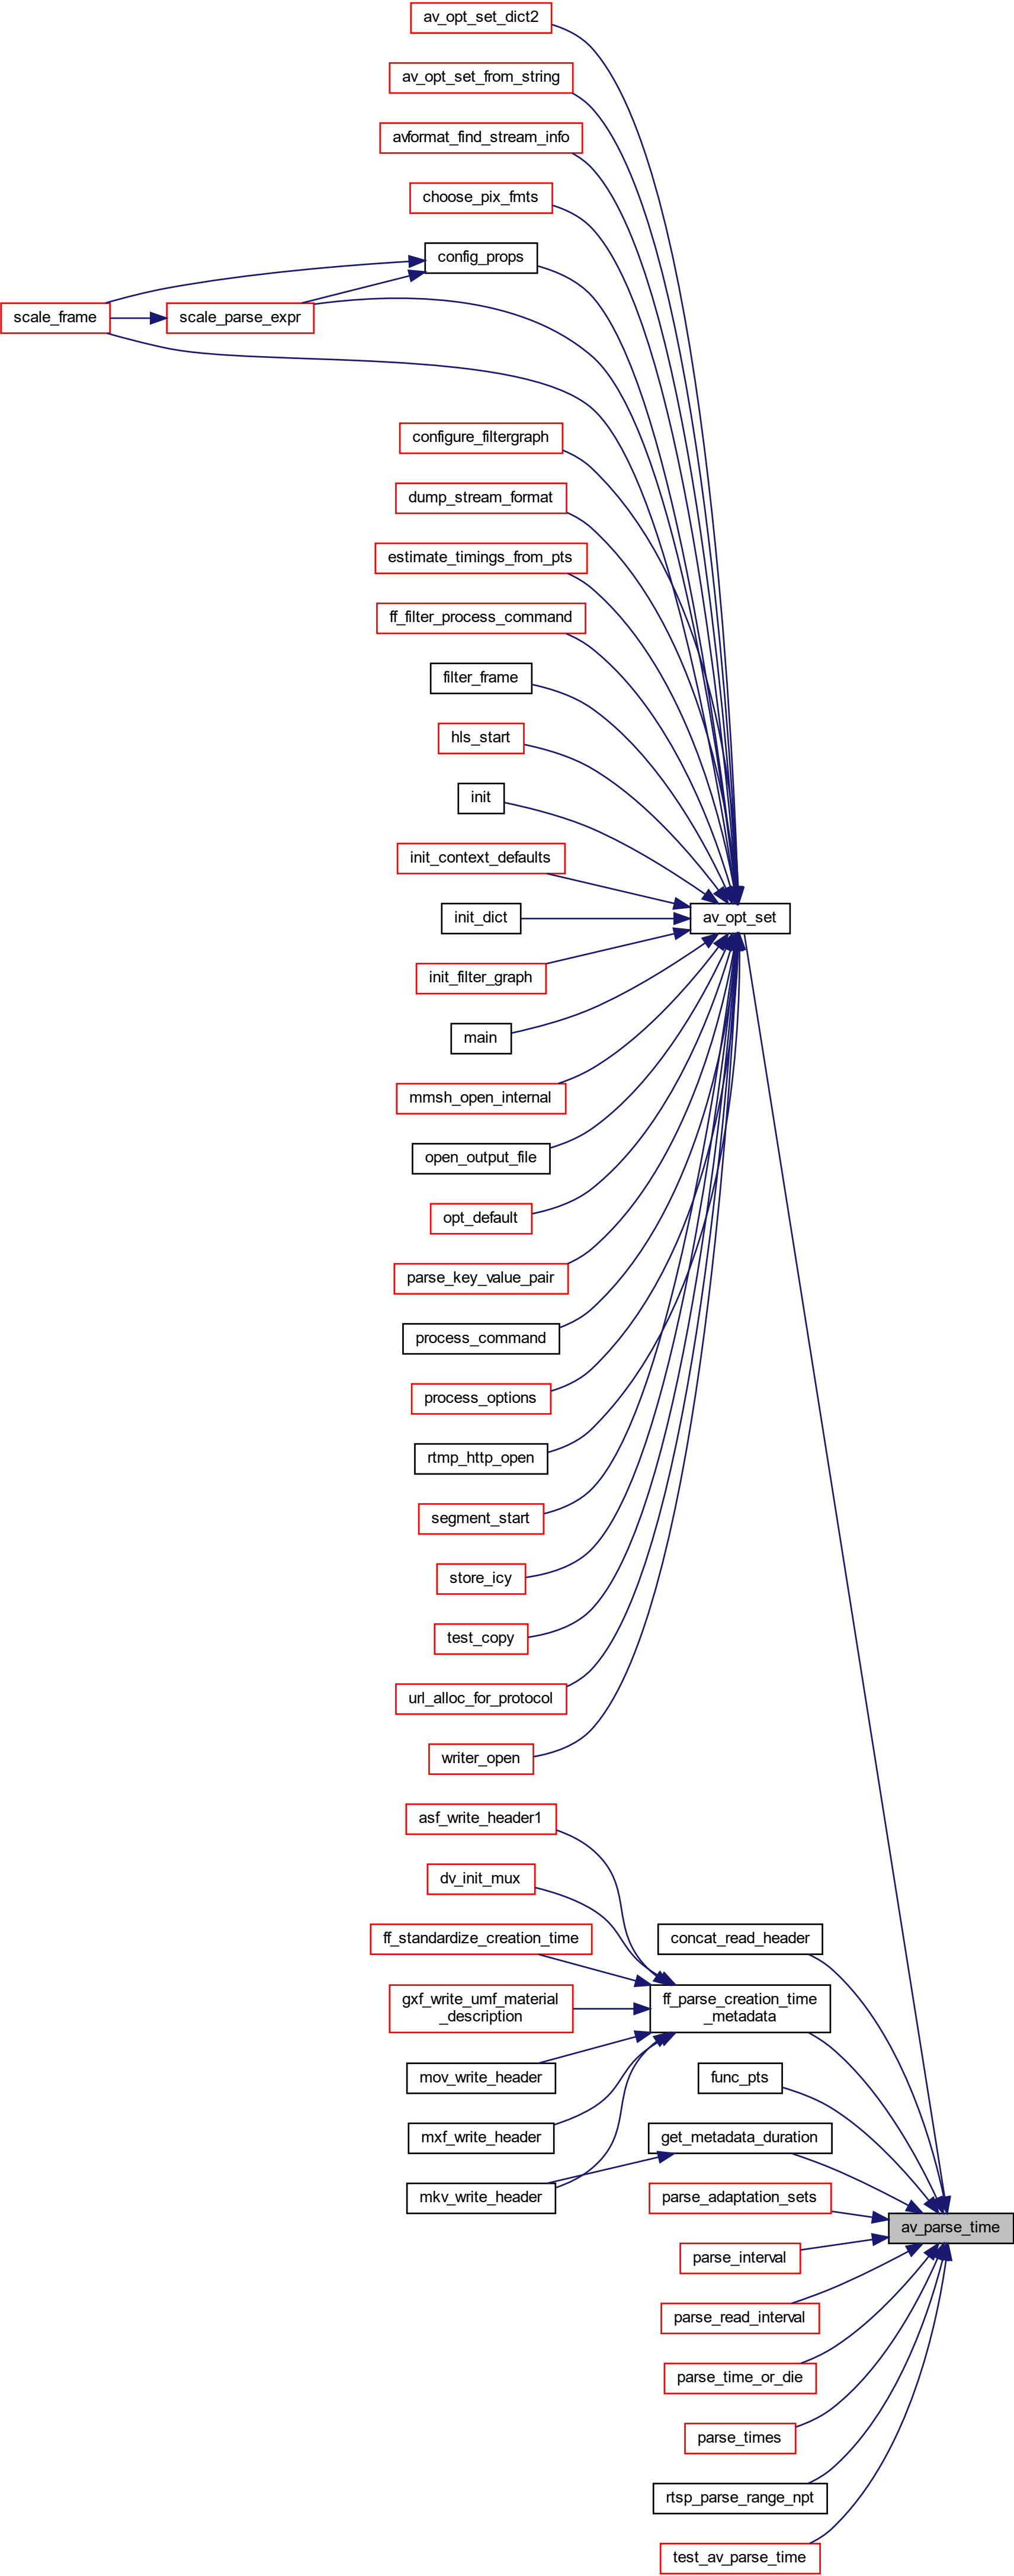 av_opt_set_dict2
av_opt_set_from_string
avformat_find_stream_info
choose_pix_fmts
config_props
scale_frame
scale_parse_expr
configure_filtergraph
dump_stream_format
estimate_timings_from_pts
ff_filter_process_command
filter_frame
hls_start
init
init_context_defaults
init_dict
av_opt_set
init_filter_graph
main
mmsh_open_internal
open_output_file
opt_default
parse_key_value_pair
process_command
process_options
rtmp_http_open
segment_start
store_icy
test_copy
url_alloc_for_protocol
writer_open
asf_write_header1
dv_init_mux
ff_standardize_creation_time
concat_read_header
gxf_write_umf_material
_description
ff_parse_creation_time
_metadata
mov_write_header
func_pts
mxf_write_header
get_metadata_duration
mkv_write_header
parse_adaptation_sets
av_parse_time
parse_interval
parse_read_interval
parse_time_or_die
parse_times
rtsp_parse_range_npt
test_av_parse_time